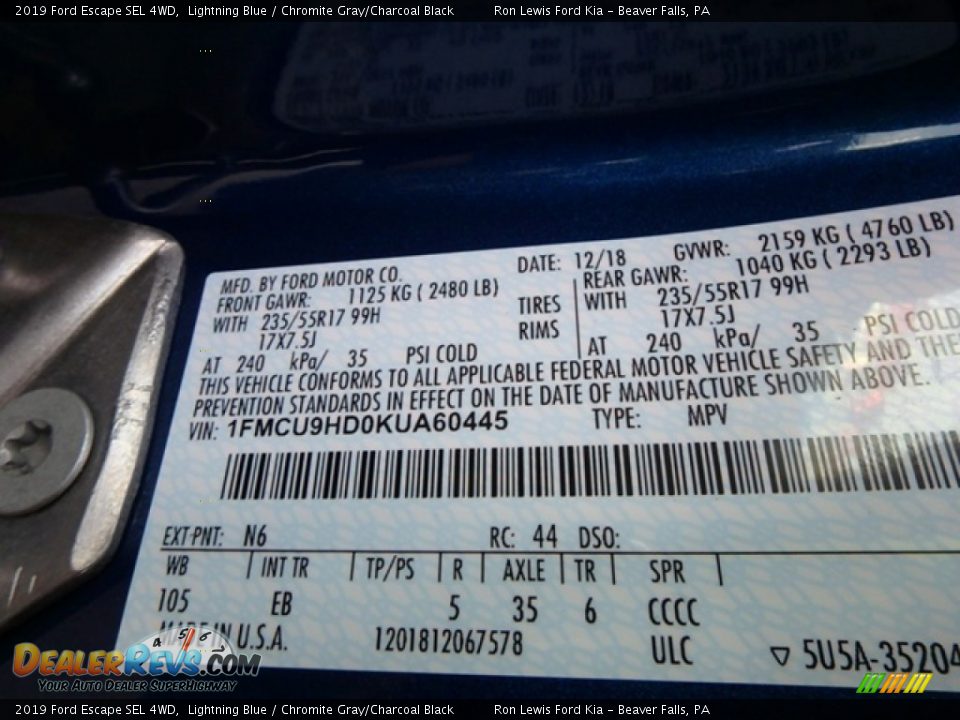 2019 Ford Escape SEL 4WD, Lightning Blue / Chromite Gray/Charcoal Black Ron Lewis Ford Kia - Beaver Falls, PA
MFD. BY FORD MOTOR CO. DATE: 12/18 GVWR: 2159 KG ( 4760 LB)
FRONT GAWR: 1125 KG ( 2480 LB) REAR GAWR: 1040 KG ( 2293 LB)
WITH 235/55R17 99H TIRES WITH 235/55R17 99H
17X7.5J RIMS 17X7.5J
AT 240 kPa/ 35 PSI COLD AT 240 kPa/ 35 PSI COLD
THIS VEHICLE CONFORMS TO ALL APPLICABLE FEDERAL MOTOR VEHICLE SAFETY AND THE
PREVENTION STANDARDS IN EFFECT ON THE DATE OF MANUFACTURE SHOWN ABOVE.
VIN: 1FMCU9HD0KUA60445 TYPE: MPV
EXT-PNT: N6 RC: 44 DSO:
WB INT TR TP/PS R AXLE TR SPR
105 EB 5 35 6 CCCC
MADE IN U.S.A. 1201812067578 ULC ▽ 5U5A-35204
4 5 6
DEALERREVS.COM
YOUR AUTO DEALER SUPERHIGHWAY
2019 Ford Escape SEL 4WD, Lightning Blue / Chromite Gray/Charcoal Black Ron Lewis Ford Kia - Beaver Falls, PA